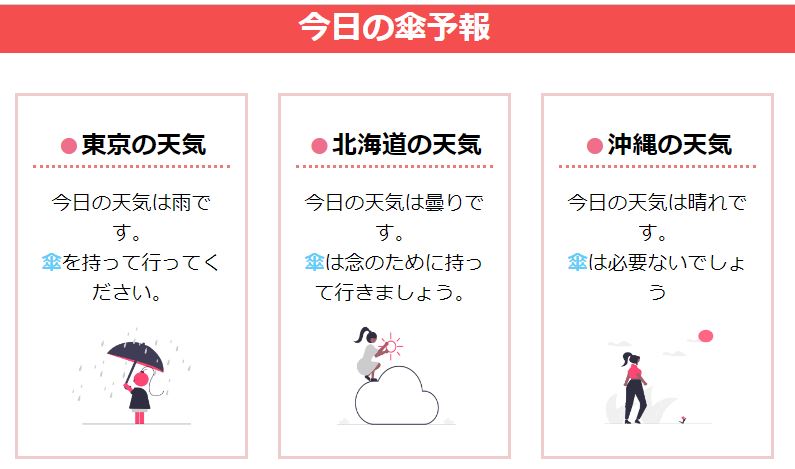 今日の傘予報
東京の天気
今日の天気は雨で
す。
傘を持って行ってく
ださい。
北海道の天気
今日の天気は曇りで
す。
傘は念のために持っ
て行きましょう。
沖縄の天気
今日の天気は晴れで
す。
傘は必要ないでしょ
う